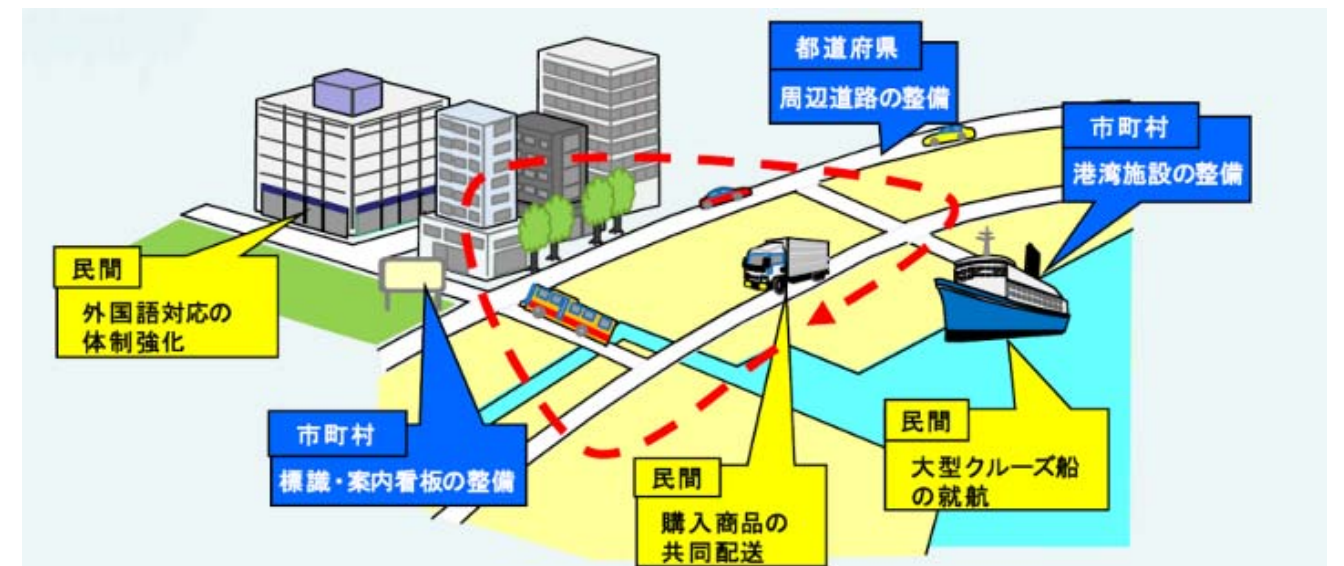 都道府県
周辺道路の整備
市町村
港湾施設の整備
民間
外国語対応の
体制強化
市町村
標識・案内看板の整備
民間
購入商品の
共同配送
民間
大型クルーズ船
の就航